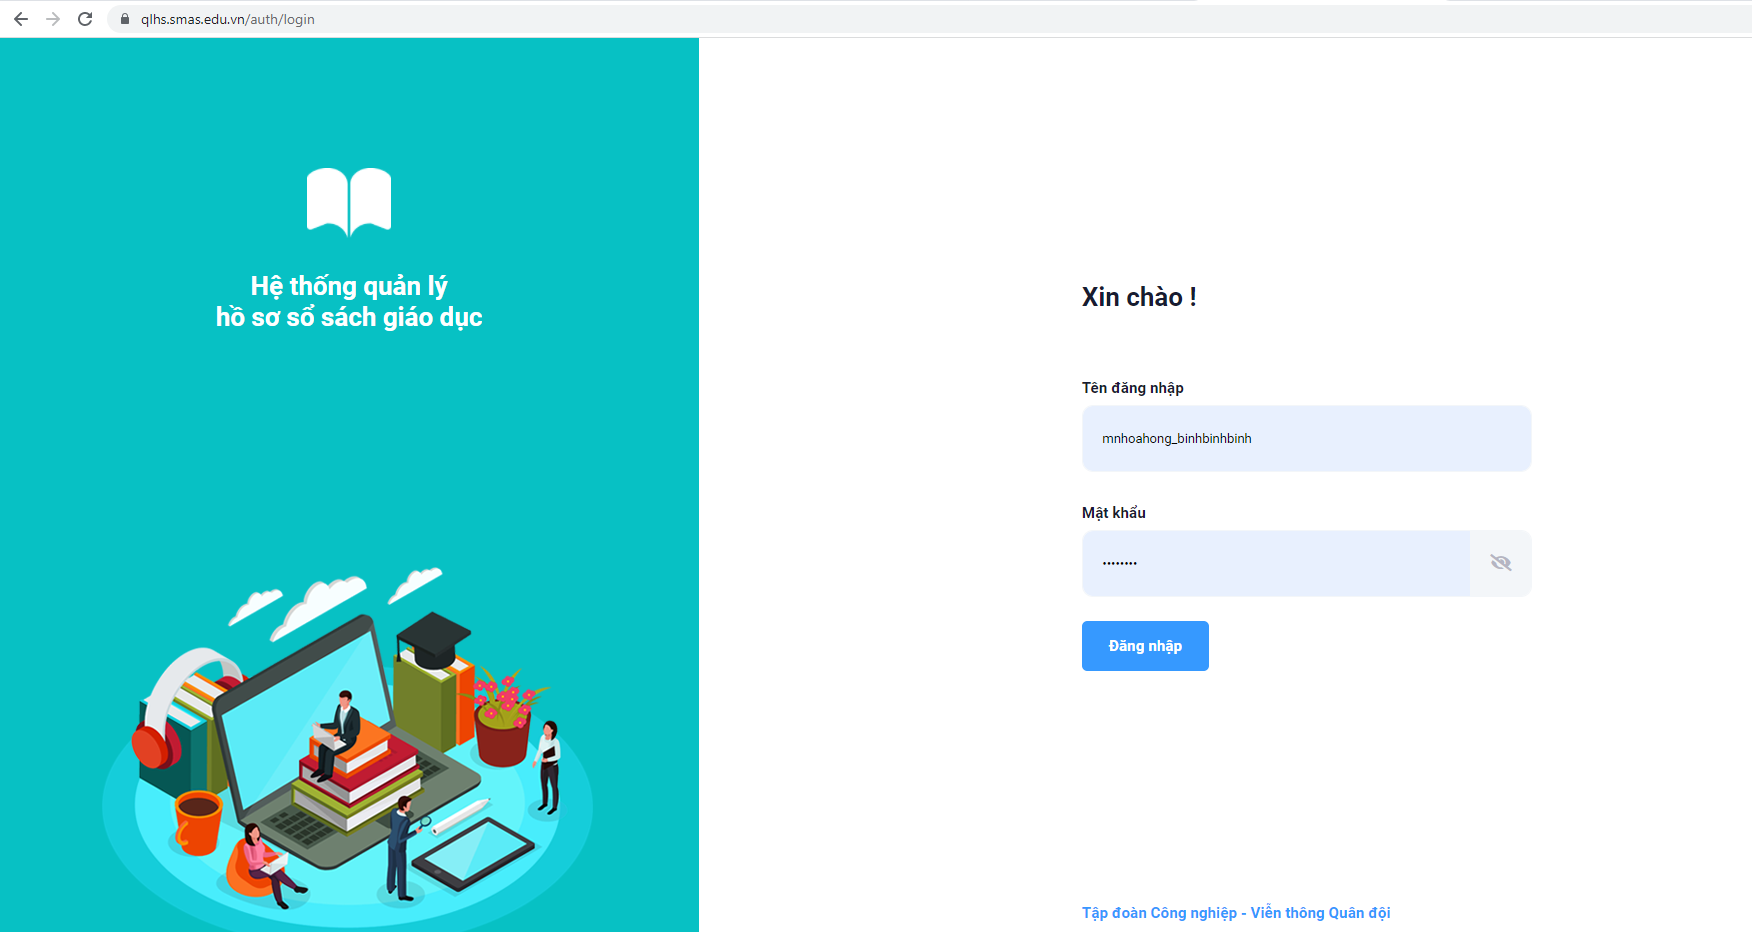 qlhs.smas.edu.vn/auth/login
Hệ thống quản lý
hồ sơ sổ sách giáo dục
Xin chào !
Tên đăng nhập
mnhoahong_binhbinhbinh
Mật khẩu
••••••••
Đăng nhập
Tập đoàn Công nghiệp - Viễn thông Quân đội